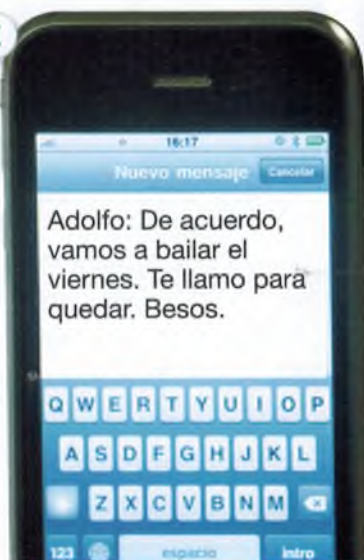 16:17
Nuevo mensaje Cancelar
Adolfo: De acuerdo,
vamos a bailar el
viernes. Te llamo para
quedar. Besos.
Q W E R T Y U I O P
A S D F G H J K L
Z X C V B N M
123 espacio intro